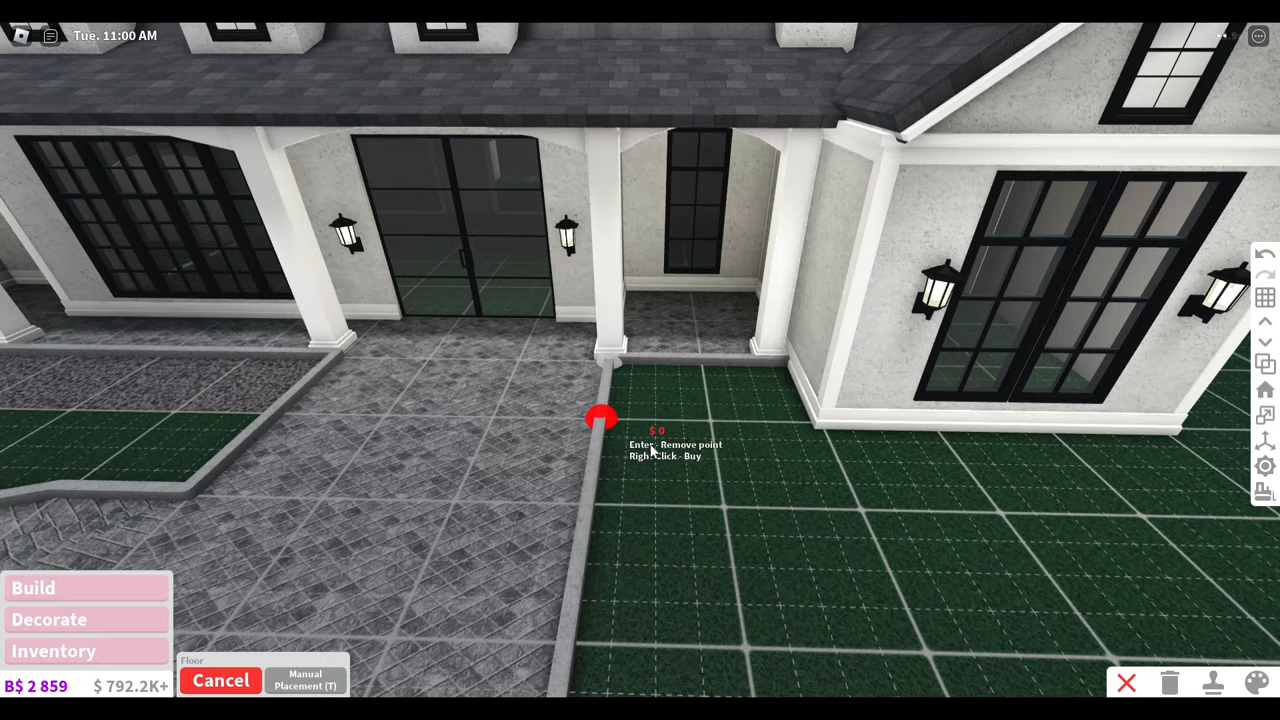 Tue. 11:00 AM
$ 0
Enter - Remove point
Right Click - Buy
Build
Decorate
Inventory
B$ 2 859
$ 792.2K+
Floor
Cancel
Manual
Placement (T)